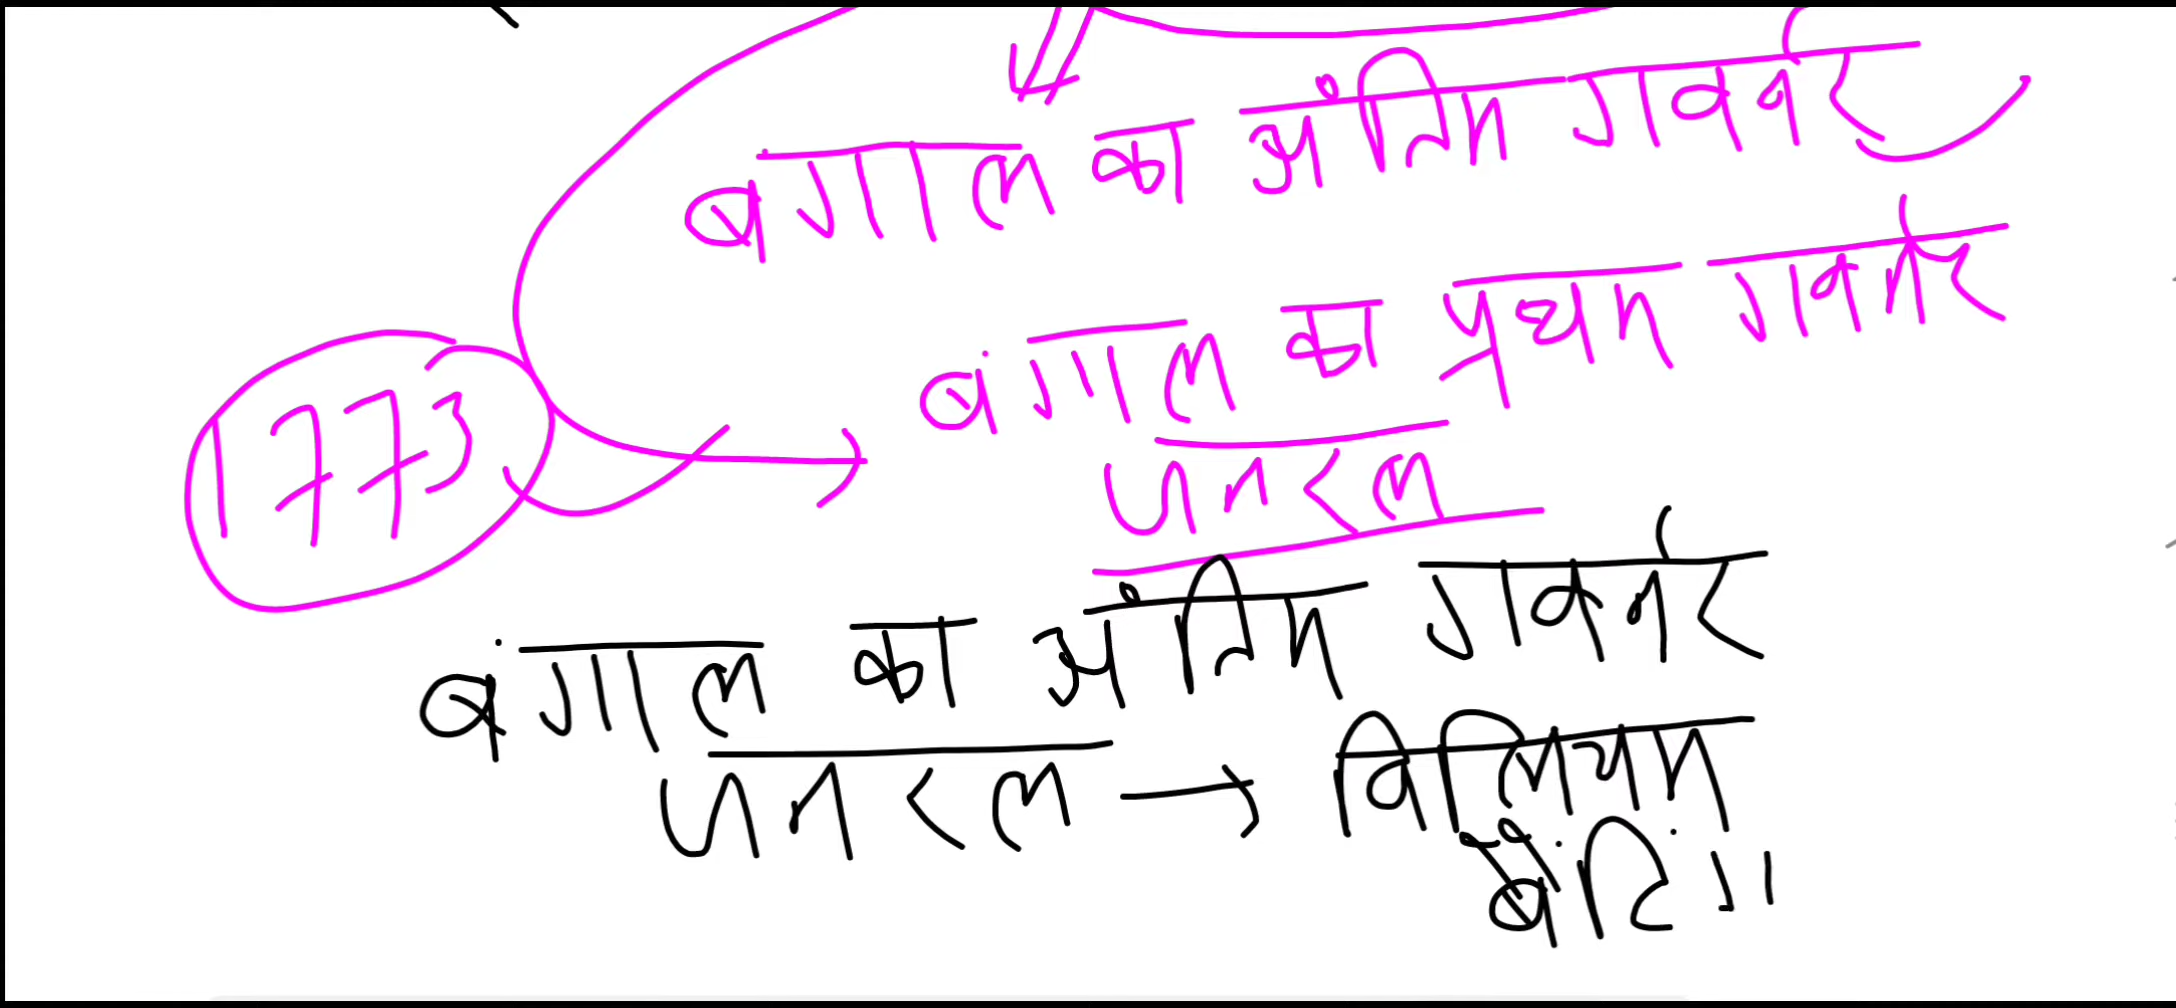 बंगाल का अंतिम गवर्नर
बंगाल का प्रथम गवर्नर
1773
जनरल
बंगाल का अंतिम गवर्नर
जनरल → विलियम
बैंटिंग